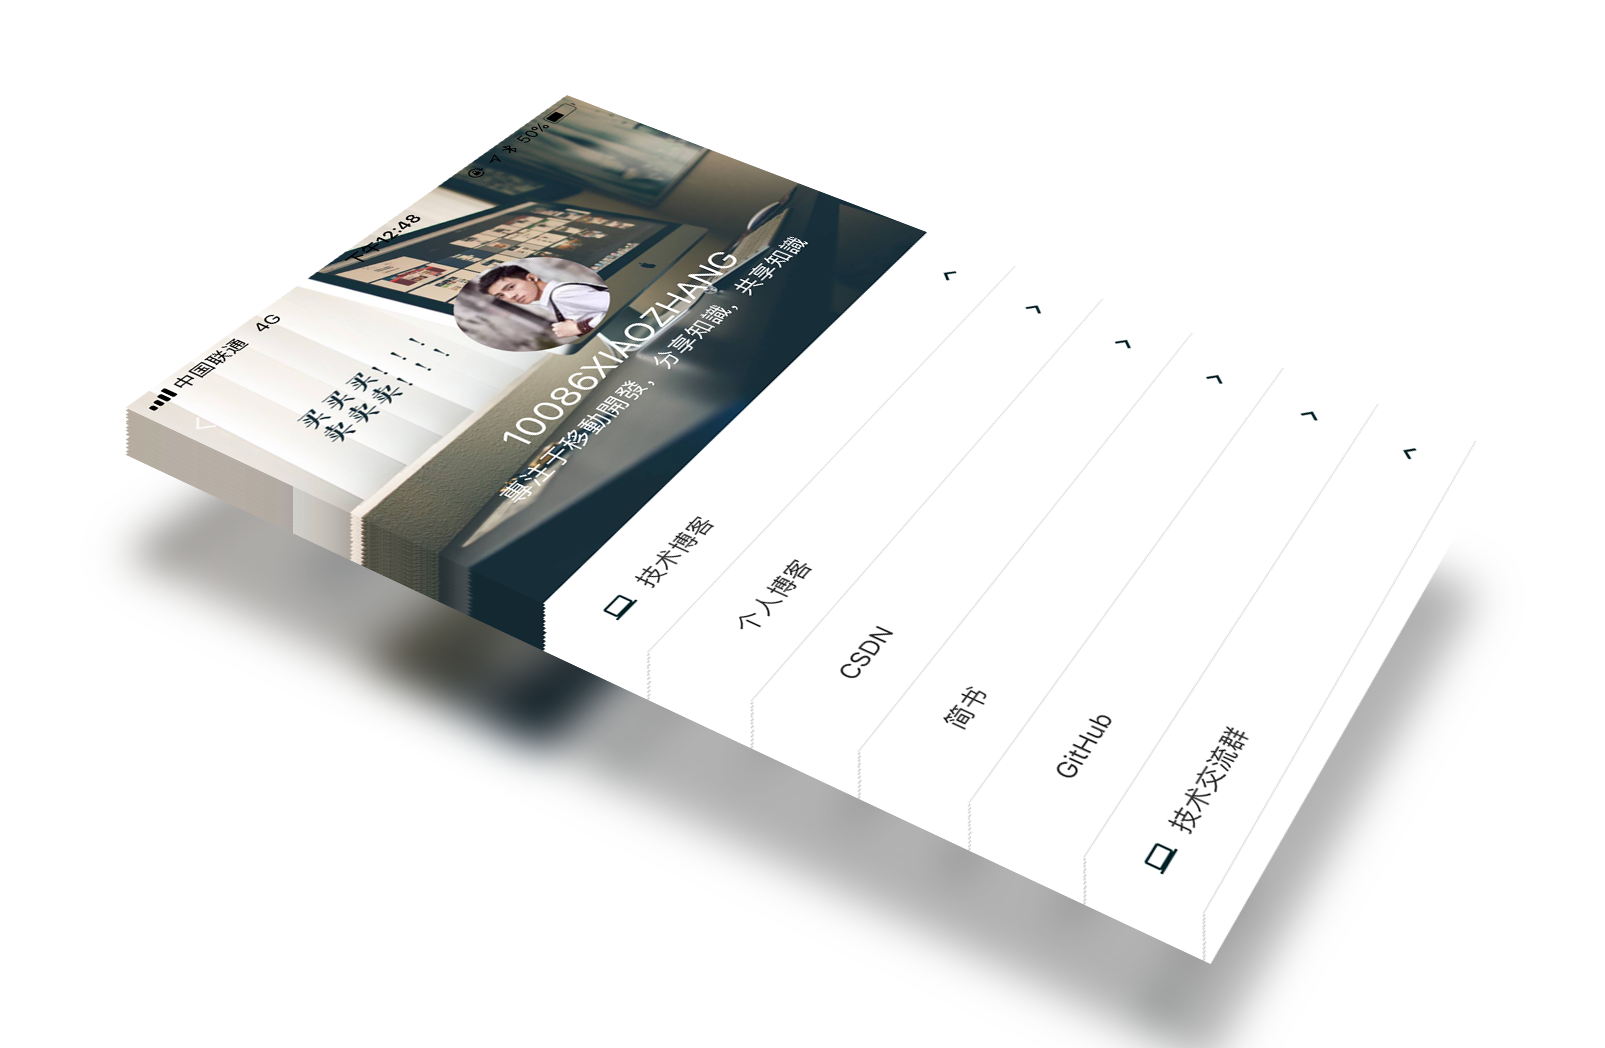 中国联通 4G 下午12:48 50%
买买买！！！
卖卖卖！！！
10086XIAOZHANG
專注于移動開發，分享知識，共享知識
技术博客
个人博客
CSDN
简书
GitHub
技术交流群